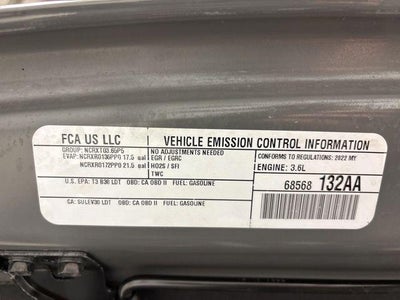 FCA US LLC
VEHICLE EMISSION CONTROL INFORMATION
GROUP: NCRXT03.65P5
EVAP: NCRXR0136PP0 17.5 gal
NCRXR0172PP0 21.5 gal
NO ADJUSTMENTS NEEDED
EGR / EGRC
HO2S / SFI
TWC
CONFORMS TO REGULATIONS: 2022 MY
ENGINE: 3.6L
U.S. EPA: T3 B30 LDT OBD: CA OBD II FUEL: GASOLINE
CA: SULEV30 LDT OBD: CA OBD II FUEL: GASOLINE
68568 132AA